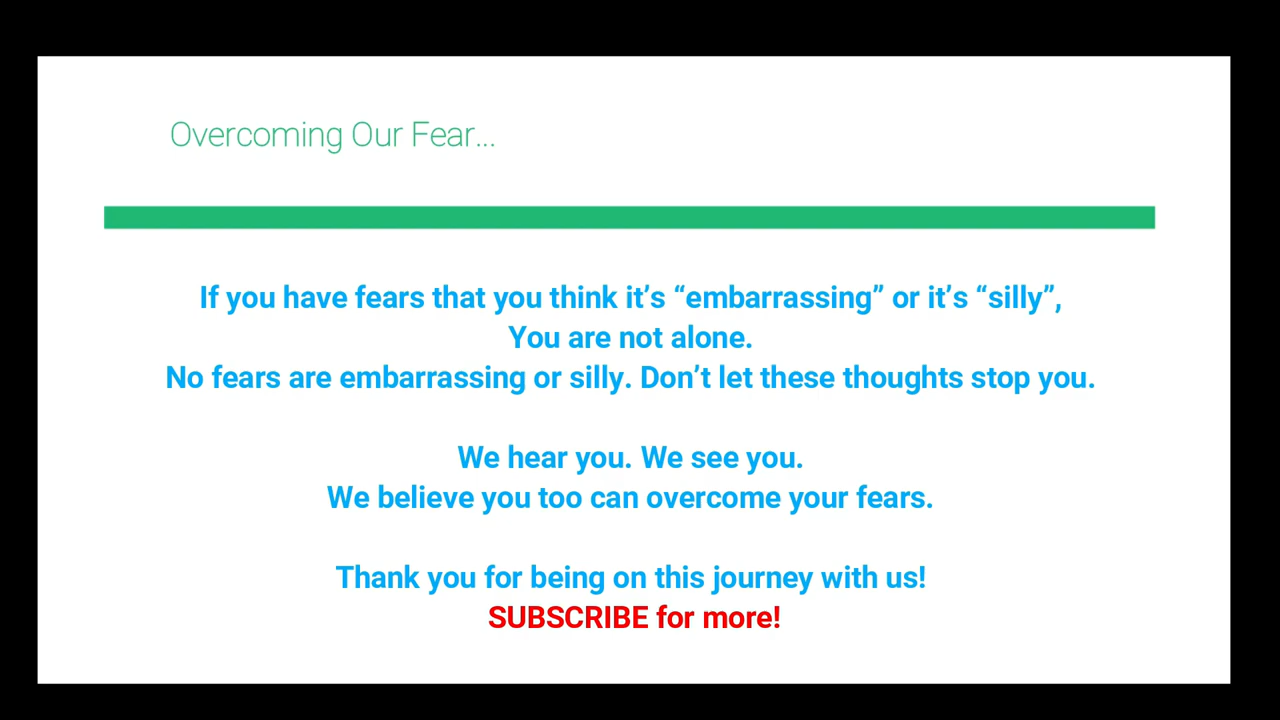 Overcoming Our Fear...
If you have fears that you think it’s “embarrassing” or it’s “silly”,
You are not alone.
No fears are embarrassing or silly. Don’t let these thoughts stop you.
We hear you. We see you.
We believe you too can overcome your fears.
Thank you for being on this journey with us!
SUBSCRIBE for more!